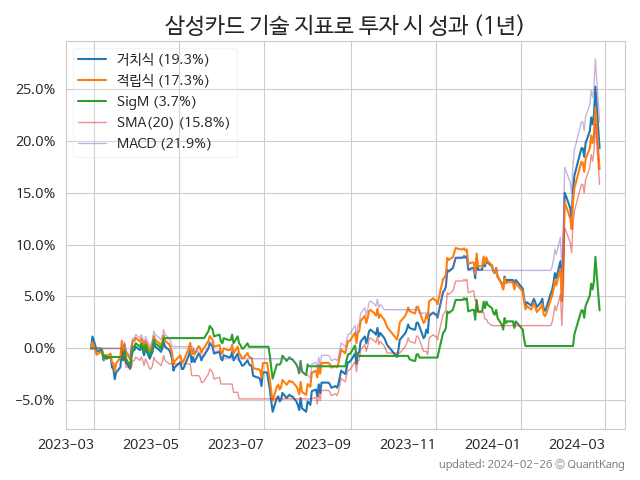 삼성카드 기술 지표로 투자 시 성과 (1년)
거치식 (19.3%)
적립식 (17.3%)
SigM (3.7%)
SMA(20) (15.8%)
MACD (21.9%)
25.0%
20.0%
15.0%
10.0%
5.0%
0.0%
−5.0%
2023-03 2023-05 2023-07 2023-09 2023-11 2024-01 2024-03
updated: 2024-02-26 © QuantKang